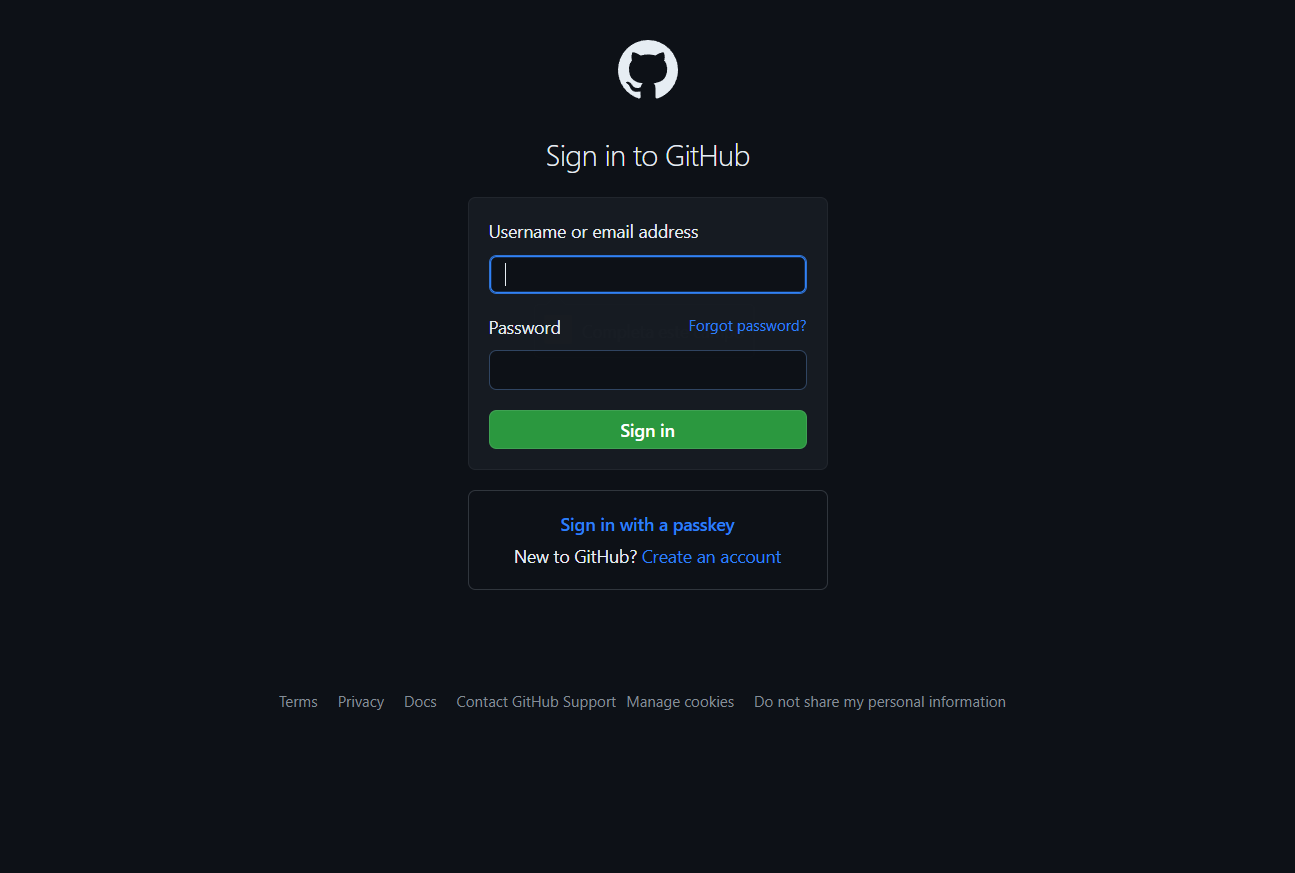 Sign in to GitHub
Username or email address
Password
Forgot password?
Sign in
Sign in with a passkey
New to GitHub? Create an account
Terms Privacy Docs Contact GitHub Support Manage cookies Do not share my personal information